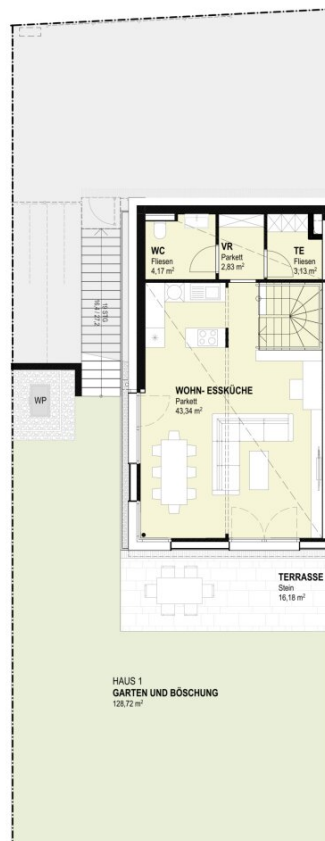 WC
Fliesen
4,17 m²
VR
Parkett
2,83 m²
TE
Fliesen
3,13 m²
WP
WOHN- ESSKÜCHE
Parkett
43,34 m²
TERRASSE
Stein
16,18 m²
HAUS 1
GARTEN UND BÖSCHUNG
128,72 m²